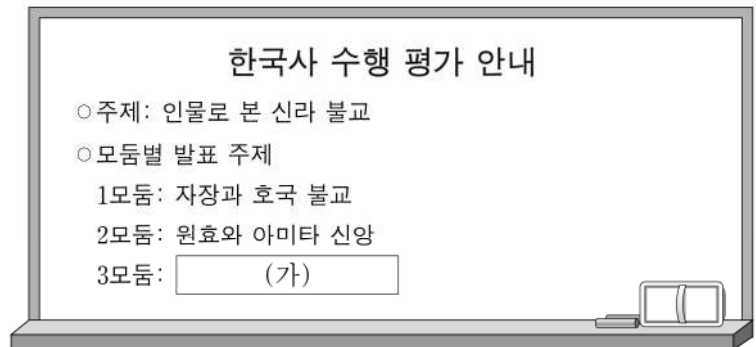 한국사 수행 평가 안내
○주제: 인물로 본 신라 불교
○모둠별 발표 주제
1모둠: 자장과 호국 불교
2모둠: 원효와 아미타 신앙
3모둠: (가)